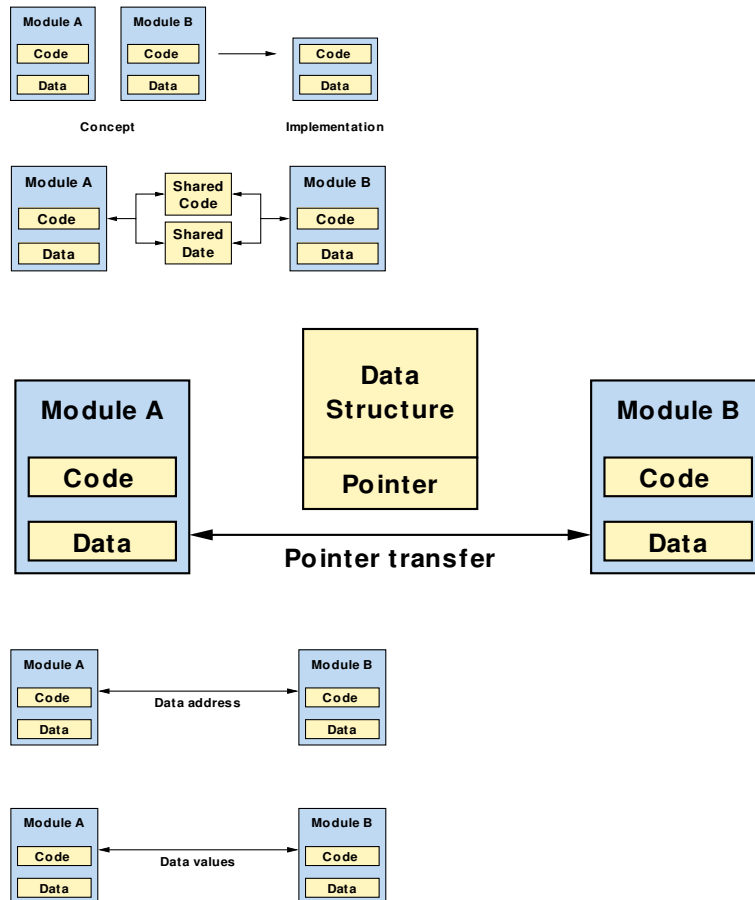 Module A
Module B
Code
Code
Code
Data
Data
Data
Concept
Implementation
Module A
Shared
Code
Module B
Code
Code
Shared
Date
Data
Data
Data
Structure
Module A
Module B
Code
Pointer
Code
Data
Data
Pointer transfer
Module A
Module B
Code
Data address
Code
Data
Data
Module A
Module B
Code
Data values
Code
Data
Data